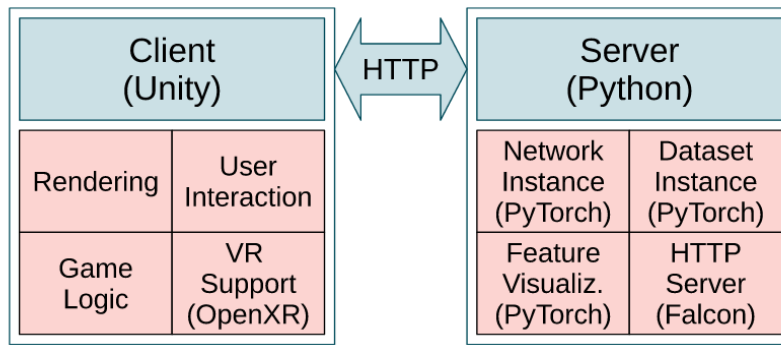 Client
(Unity)
HTTP
Server
(Python)
Rendering
User
Interaction
Game
Logic
VR
Support
(OpenXR)
Network
Instance
(PyTorch)
Dataset
Instance
(PyTorch)
Feature
Visualiz.
(PyTorch)
HTTP
Server
(Falcon)